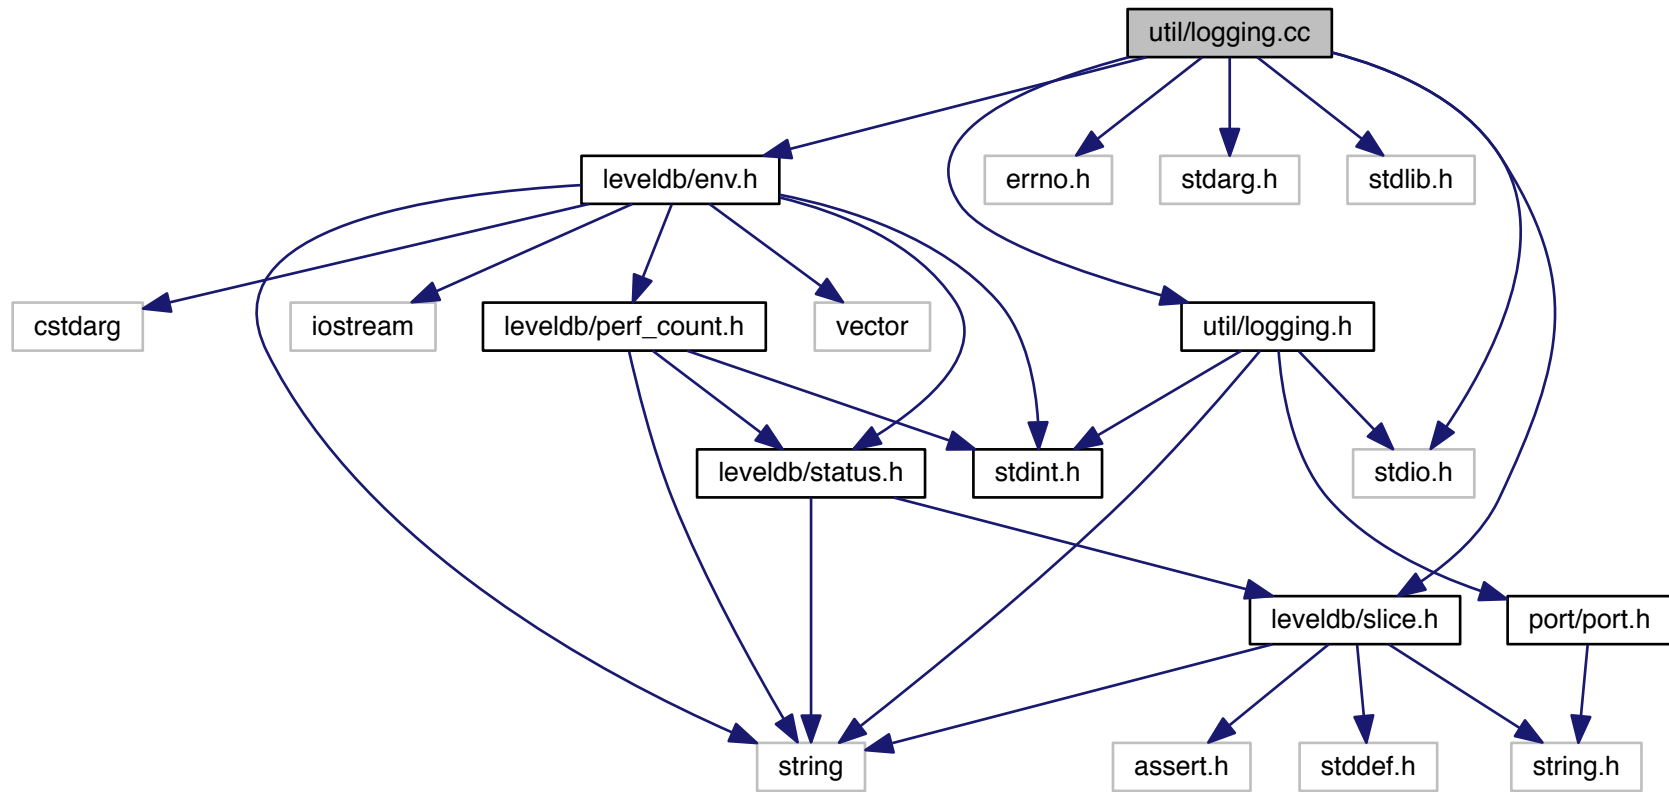 util/logging.cc
leveldb/env.h
errno.h
stdarg.h
stdlib.h
cstdarg
iostream
leveldb/perf_count.h
vector
util/logging.h
leveldb/status.h
stdint.h
stdio.h
leveldb/slice.h
port/port.h
string
assert.h
stddef.h
string.h